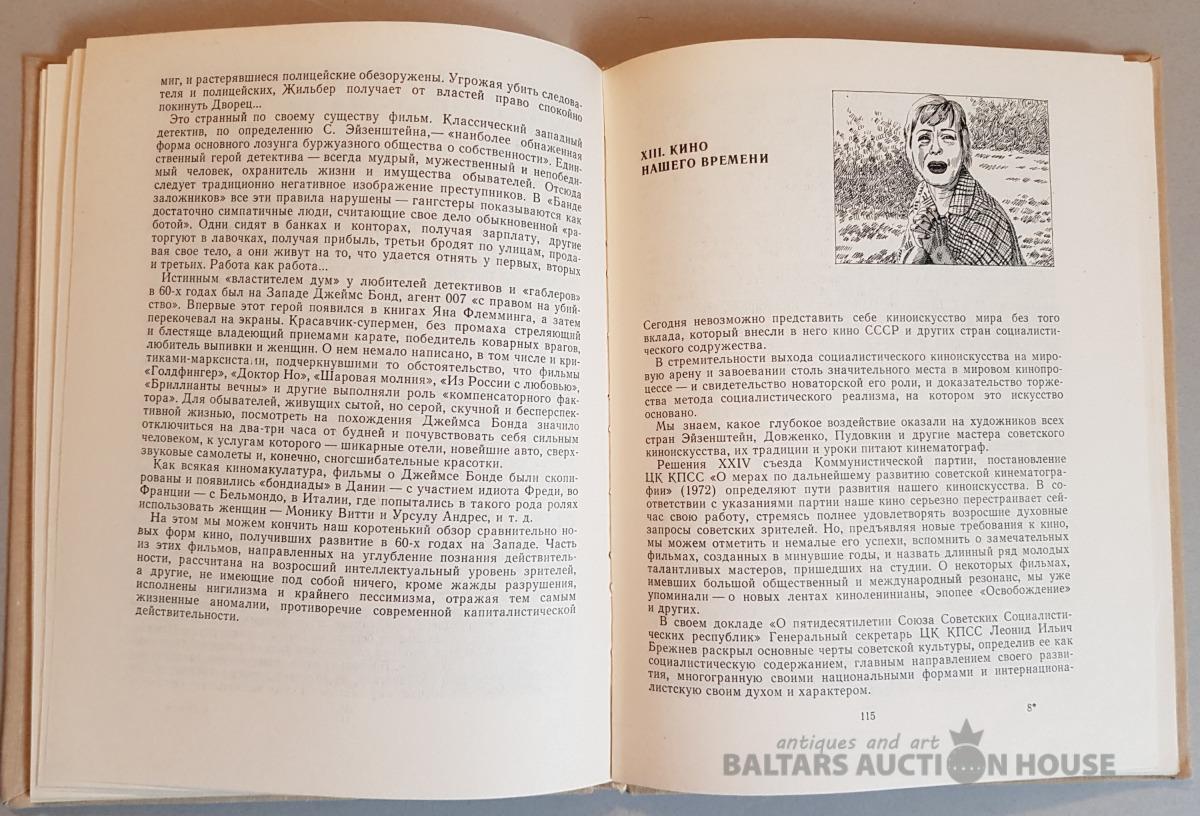 миг, и растерявшиеся полицейские обезоружены. Угрожая убить следова-
теля и полицейских, Жильбер получает от властей право спокойно
покинуть Дворец...
Это странный по своему существу фильм. Классический западный
детектив, по определению С. Эйзенштейна,— «наиболее обнаженная
форма основного лозунга буржуазного общества о собственности». Един-
ственный герой детектива — всегда мудрый, мужественный и непобеди-
мый человек, охранитель жизни и имущества обывателей. Отсюда
следует традиционно негативное изображение преступников. В «Банде
заложников» все эти правила нарушены — гангстеры показываются как
достаточно симпатичные люди, считающие свое дело обыкновенной «ра-
ботой». Одни сидят в банках и конторах, получая зарплату, другие
торгуют в лавочках, получая прибыль, третьи бродят по улицам, прода-
вая свое тело, а они живут на то, что удается отнять у первых, вторых
и третьих. Работа как работа...
Истинным «властителем дум» у любителей детективов и «габлеров»
в 60-х годах был на Западе Джеймс Бонд, агент 007 «с правом на убий-
ство». Впервые этот герой появился в книгах Яна Флемминга, а затем
перекочевал на экраны. Красавчик-супермен, без промаха стреляющий
и блестяще владеющий приемами карате, победитель коварных врагов,
любитель выпивки и женщин. О нем немало написано, в том числе и кри-
тиками-марксистами, подчеркнувшими то обстоятельство, что фильмы
«Голдфингер», «Доктор Но», «Шаровая молния», «Из России с любовью»,
«Бриллианты вечны» и другие выполняли роль «компенсаторного фак-
тора». Для обывателей, живущих сытой, но серой, скучной и бесперспек-
тивной жизнью, посмотреть на похождения Джеймса Бонда значило
отключиться на два-три часа от будней и почувствовать себя сильным
человеком, к услугам которого — шикарные отели, новейшие авто, сверх-
звуковые самолеты и, конечно, сногсшибательные красотки.
Как всякая киномакулатура, фильмы о Джеймсе Бонде были скопи-
рованы и появились «бондиады» в Дании — с участием идиота Фреди, во
Франции — с Бельмондо, в Италии, где попытались в такого рода ролях
использовать женщин — Монику Витти и Урсулу Андрес, и т. д.
На этом мы можем кончить наш коротенький обзор сравнительно но-
вых форм кино, получивших развитие в 60-х годах на Западе. Часть
из этих фильмов, направленных на углубление познания действитель-
ности, рассчитана на возросший интеллектуальный уровень зрителей,
а другие, не имеющие под собой ничего, кроме жажды разрушения,
исполнены нигилизма и крайнего пессимизма, отражая тем самым
жизненные аномалии, противоречие современной капиталистической
действительности.
XIII. КИНО
НАШЕГО ВРЕМЕНИ
Сегодня невозможно представить себе киноискусство мира без того
вклада, который внесли в него кино СССР и других стран социалисти-
ческого содружества.
В стремительности выхода социалистического киноискусства на миро-
вую арену и завоевании столь значительного места в мировом кинопро-
цессе — и свидетельство новаторской его роли, и доказательство торже-
ства метода социалистического реализма, на котором это искусство
основано.
Мы знаем, какое глубокое воздействие оказали на художников всех
стран Эйзенштейн, Довженко, Пудовкин и другие мастера советского
киноискусства, их традиции и уроки питают кинематограф.
Решения XXIV съезда Коммунистической партии, постановление
ЦК КПСС «О мерах по дальнейшему развитию советской кинематогра-
фии» (1972) определяют пути развития нашего киноискусства. В со-
ответствии с указаниями партии наше кино серьезно перестраивает сей-
час свою работу, стремясь полнее удовлетворять возросшие духовные
запросы советских зрителей. Но, предъявляя новые требования к кино,
мы можем отметить и немалые его успехи, вспомнить о замечательных
фильмах, созданных в минувшие годы, и назвать длинный ряд молодых
талантливых мастеров, пришедших на студии. О некоторых фильмах,
имевших большой общественный и международный резонанс, мы уже
упоминали — о новых лентах кинолениниа́ны, эпопее «Освобождение»
и других.
В своем докладе «О пятидесятилетии Союза Советских Социалисти-
ческих республик» Генеральный секретарь ЦК КПСС Леонид Ильич
Брежнев раскрыл основные черты советской культуры, определив ее как
социалистическую содержанием, главным направлением своего разви-
тия, многогранную своими национальными формами и интернациона-
листскую своим духом и характером.
115
8*
antiques and art
BALTARS AUCTION HOUSE